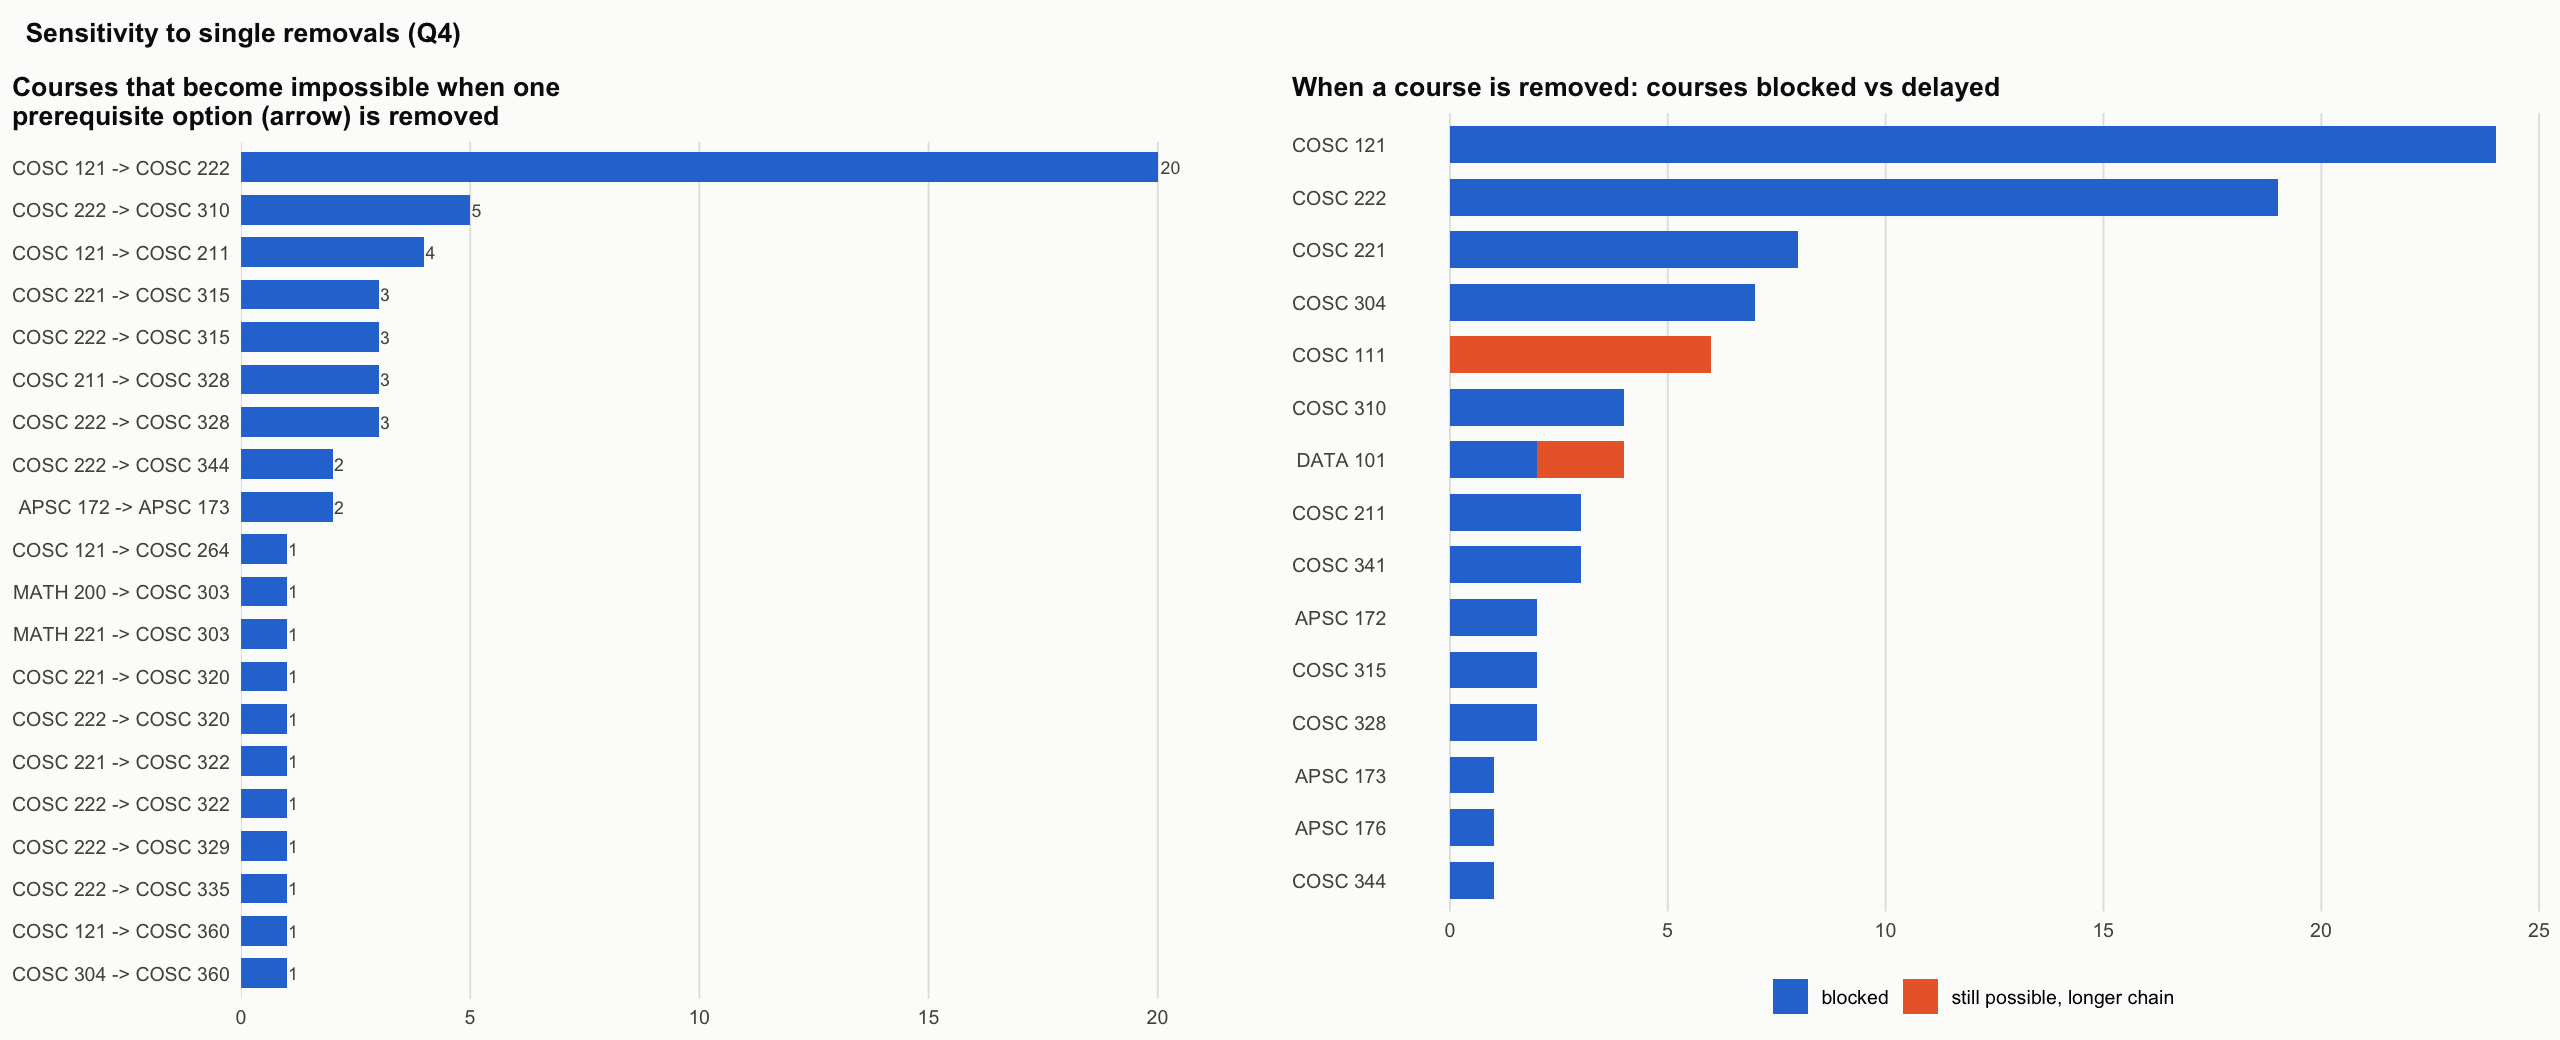 Sensitivity to single removals (Q4)
Courses that become impossible when one
prerequisite option (arrow) is removed
COSC 121 -> COSC 222 20
COSC 222 -> COSC 310 5
COSC 121 -> COSC 211 4
COSC 221 -> COSC 315 3
COSC 222 -> COSC 315 3
COSC 211 -> COSC 328 3
COSC 222 -> COSC 328 3
COSC 222 -> COSC 344 2
APSC 172 -> APSC 173 2
COSC 121 -> COSC 264 1
MATH 200 -> COSC 303 1
MATH 221 -> COSC 303 1
COSC 221 -> COSC 320 1
COSC 222 -> COSC 320 1
COSC 221 -> COSC 322 1
COSC 222 -> COSC 322 1
COSC 222 -> COSC 329 1
COSC 222 -> COSC 335 1
COSC 121 -> COSC 360 1
COSC 304 -> COSC 360 1
0 5 10 15 20
When a course is removed: courses blocked vs delayed
COSC 121
COSC 222
COSC 221
COSC 304
COSC 111
COSC 310
DATA 101
COSC 211
COSC 341
APSC 172
COSC 315
COSC 328
APSC 173
APSC 176
COSC 344
0 5 10 15 20 25
blocked still possible, longer chain